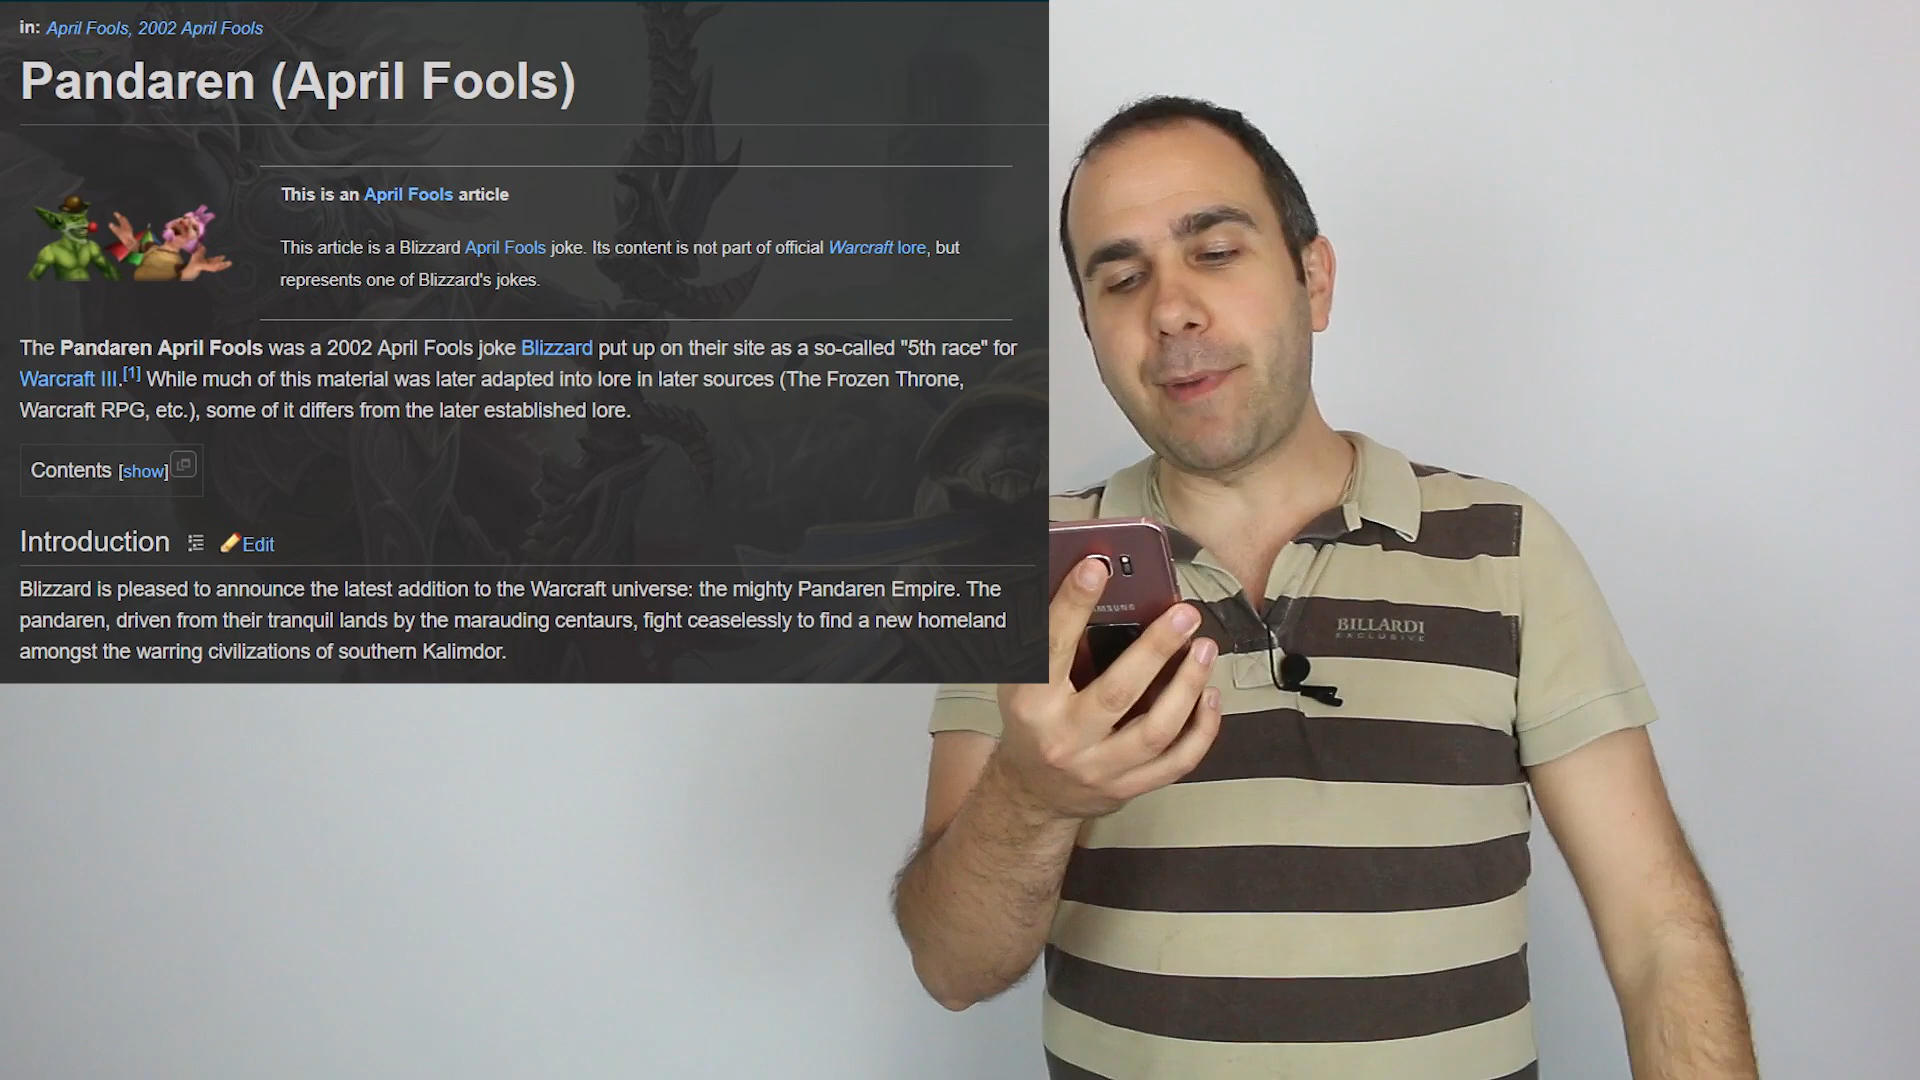 in: April Fools, 2002 April Fools
Pandaren (April Fools)
This is an April Fools article
This article is a Blizzard April Fools joke. Its content is not part of official Warcraft lore, but
represents one of Blizzard's jokes.
The Pandaren April Fools was a 2002 April Fools joke Blizzard put up on their site as a so-called "5th race" for
Warcraft III.[1] While much of this material was later adapted into lore in later sources (The Frozen Throne,
Warcraft RPG, etc.), some of it differs from the later established lore.
Contents [show]
Introduction Edit
Blizzard is pleased to announce the latest addition to the Warcraft universe: the mighty Pandaren Empire. The
pandaren, driven from their tranquil lands by the marauding centaurs, fight ceaselessly to find a new homeland
amongst the warring civilizations of southern Kalimdor.
BILLARDI
EXCLUSIVE